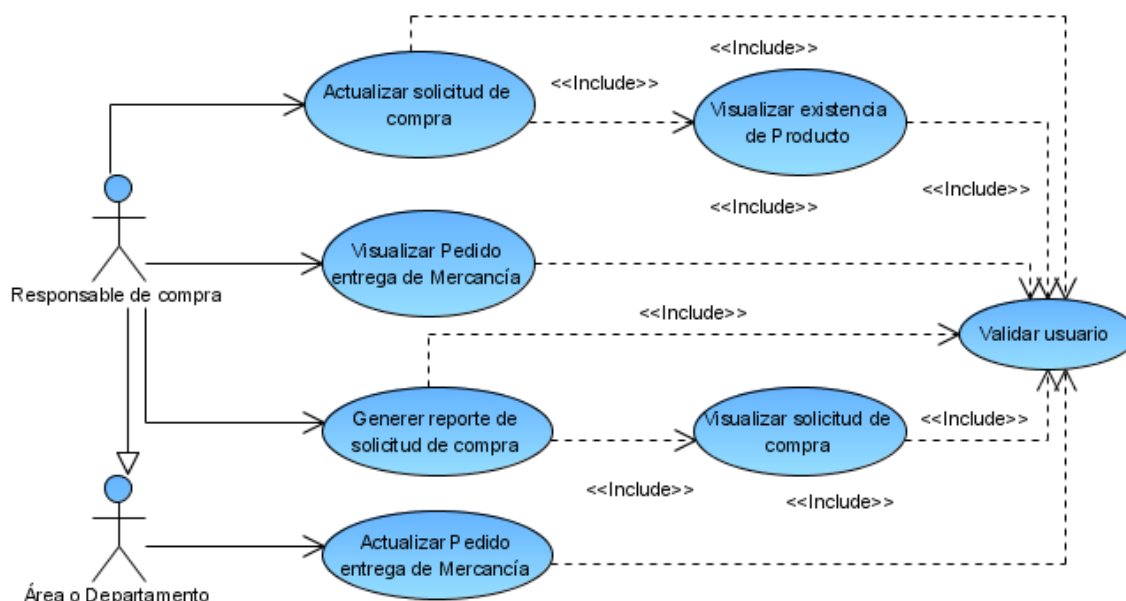 <<Include>>
Actualizar solicitud de
compra
<<Include>>
Visualizar existencia
de Producto
<<Include>>
<<Include>>
Visualizar Pedido
entrega de Mercancía
Responsable de compra
<<Include>>
Validar usuario
Generer reporte de
solicitud de compra
Visualizar solicitud de
compra
<<Include>>
<<Include>>
<<Include>>
Actualizar Pedido
entrega de Mercancía
Área o Departamento